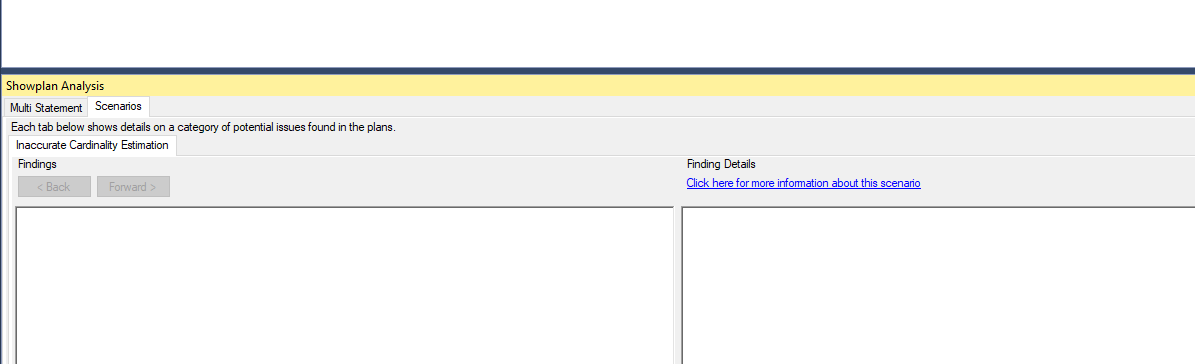 Showplan Analysis
Multi Statement Scenarios
Each tab below shows details on a category of potential issues found in the plans.
Inaccurate Cardinality Estimation
Findings
< Back Forward >
Finding Details
Click here for more information about this scenario